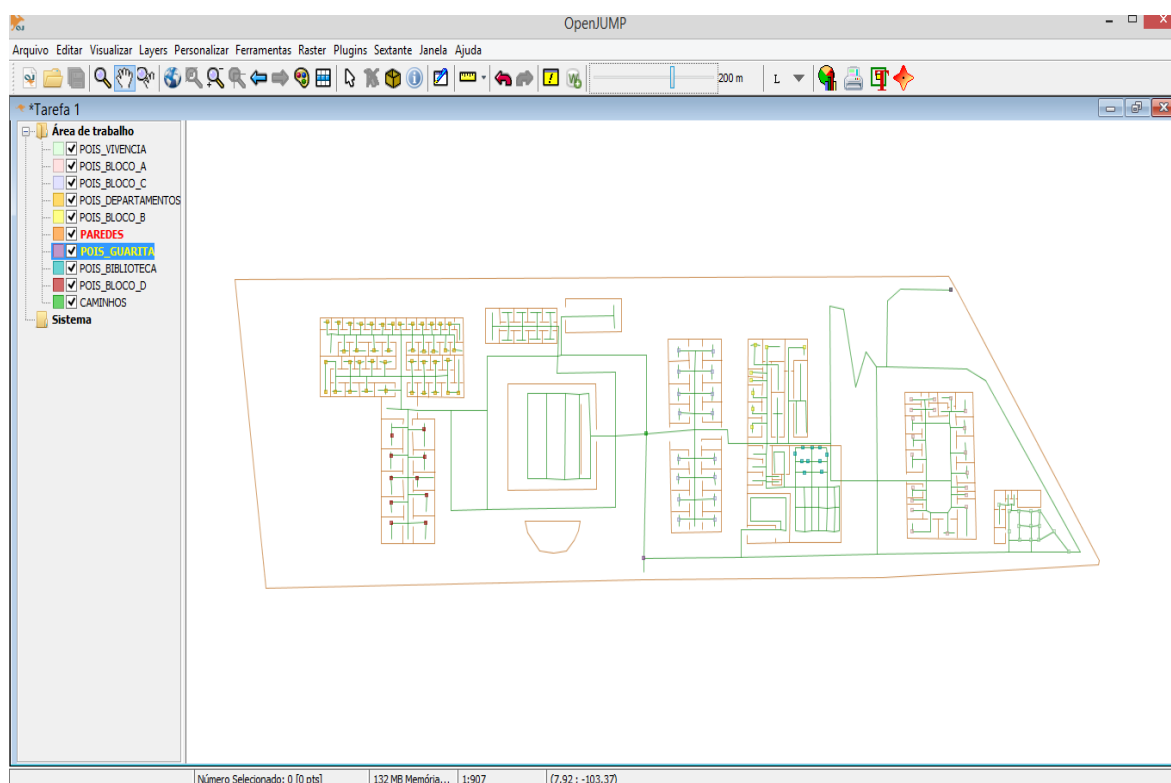 OpenJUMP
Arquivo Editar Visualizar Layers Personalizar Ferramentas Raster Plugins Sextante Janela Ajuda
200 m L
*Tarefa 1
Área de trabalho
POIS_VIVENCIA
POIS_BLOCO_A
POIS_BLOCO_C
POIS_DEPARTAMENTOS
POIS_BLOCO_B
PAREDES
POIS_GUARITA
POIS_BIBLIOTECA
POIS_BLOCO_D
CAMINHOS
Sistema
Número Selecionado: 0 [0 pts] 132 MB Memória... 1:907 (7.92 : -103.37)